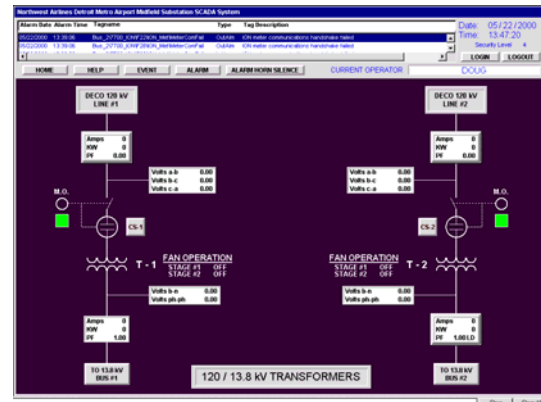 Northwest Airlines Detroit Metro Airport Midfield Substation SCADA System
Alarm Date Alarm Time Tagname Type Tag Description
05/22/2000 13:39:06 ION meter communications handshake failed
05/22/2000 13:39:06 ION meter communications handshake failed
Date: 05/22/2000
Time: 13:47:20
Security Level 4
LOGIN LOGOUT
HOME HELP EVENT ALARM ALARM HORN SILENCE CURRENT OPERATOR DOUG
DECO 120 kV LINE #1
DECO 120 kV LINE #2
Amps 0
KW 0
PF 0.00
Amps 0
KW 0
PF 0.00
Volts a-b 0.00
Volts b-c 0.00
Volts c-a 0.00
Volts a-b 0.00
Volts b-c 0.00
Volts c-a 0.00
M.O.
CS-1
CS-2
M.O.
T - 1
FAN OPERATION
STAGE #1 OFF
STAGE #2 OFF
FAN OPERATION
STAGE #1 OFF
STAGE #2 OFF
T - 2
Volts b-n 0.00
Volts ph-ph 0.00
Volts b-n 0.00
Volts ph-ph 0.00
Amps 0
KW 0
PF 1.00
Amps 0
KW 0
PF 1.00 LD
TO 13.8 kV BUS #1
120 / 13.8 kV TRANSFORMERS
TO 13.8 kV BUS #2